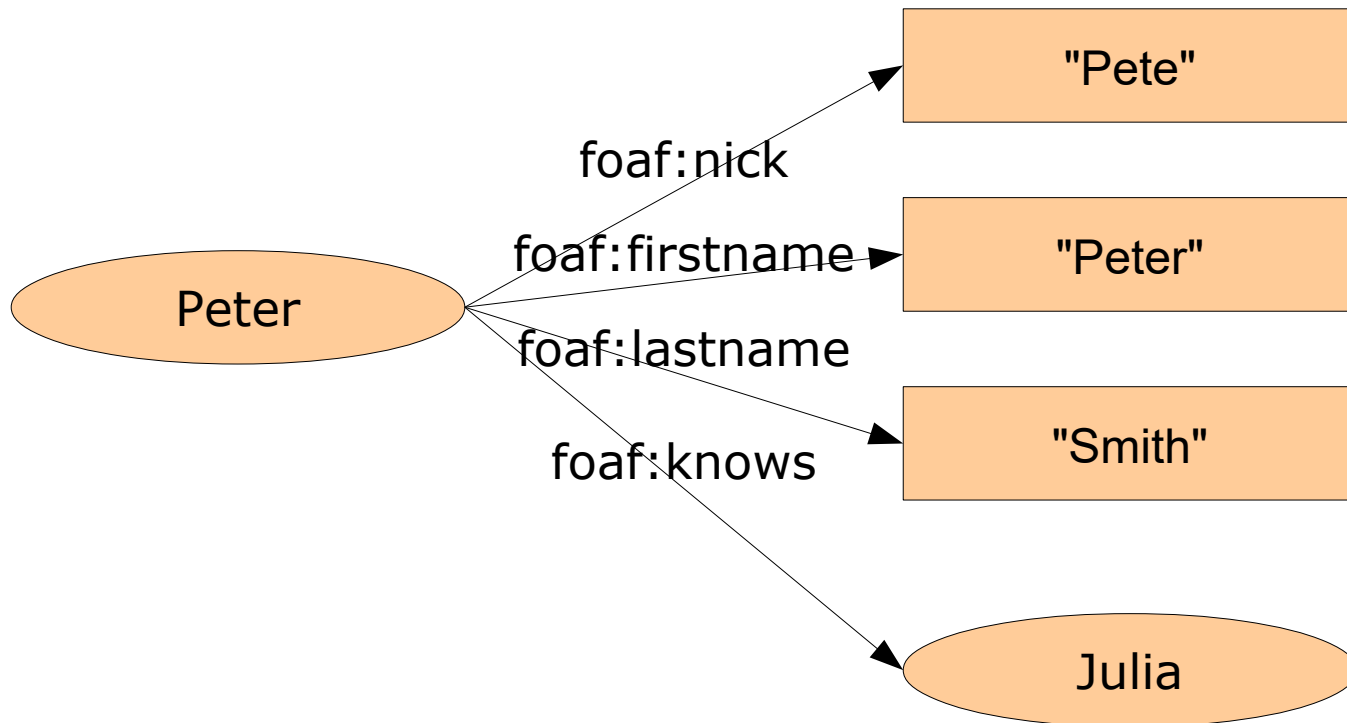 "Pete"
foaf:nick
"Peter"
foaf:firstname
Peter
foaf:lastname
"Smith"
foaf:knows
Julia